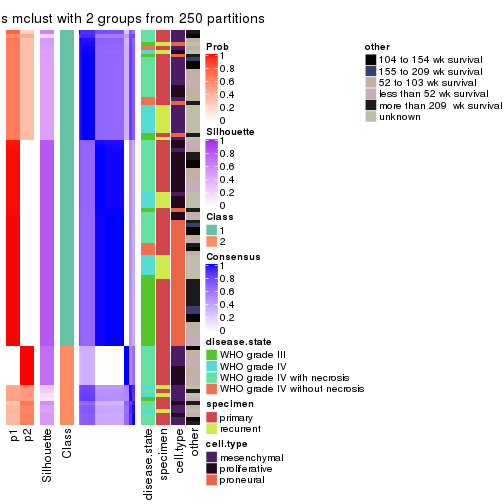 s mclust with 2 groups from 250 partitions
Prob
1
0.8
0.6
0.4
0.2
0
Silhouette
1
0.8
0.6
0.4
0.2
0
Class
1
2
Consensus
1
0.8
0.6
0.4
0.2
0
disease.state
WHO grade III
WHO grade IV
WHO grade IV with necrosis
WHO grade IV without necrosis
specimen
primary
recurrent
cell.type
mesenchymal
proliferative
proneural
other
104 to 154 wk survival
155 to 209 wk survival
52 to 103 wk survival
less than 52 wk survival
more than 209 wk survival
unknown
p1
p2
Silhouette
Class
disease.state
specimen
cell.type
other